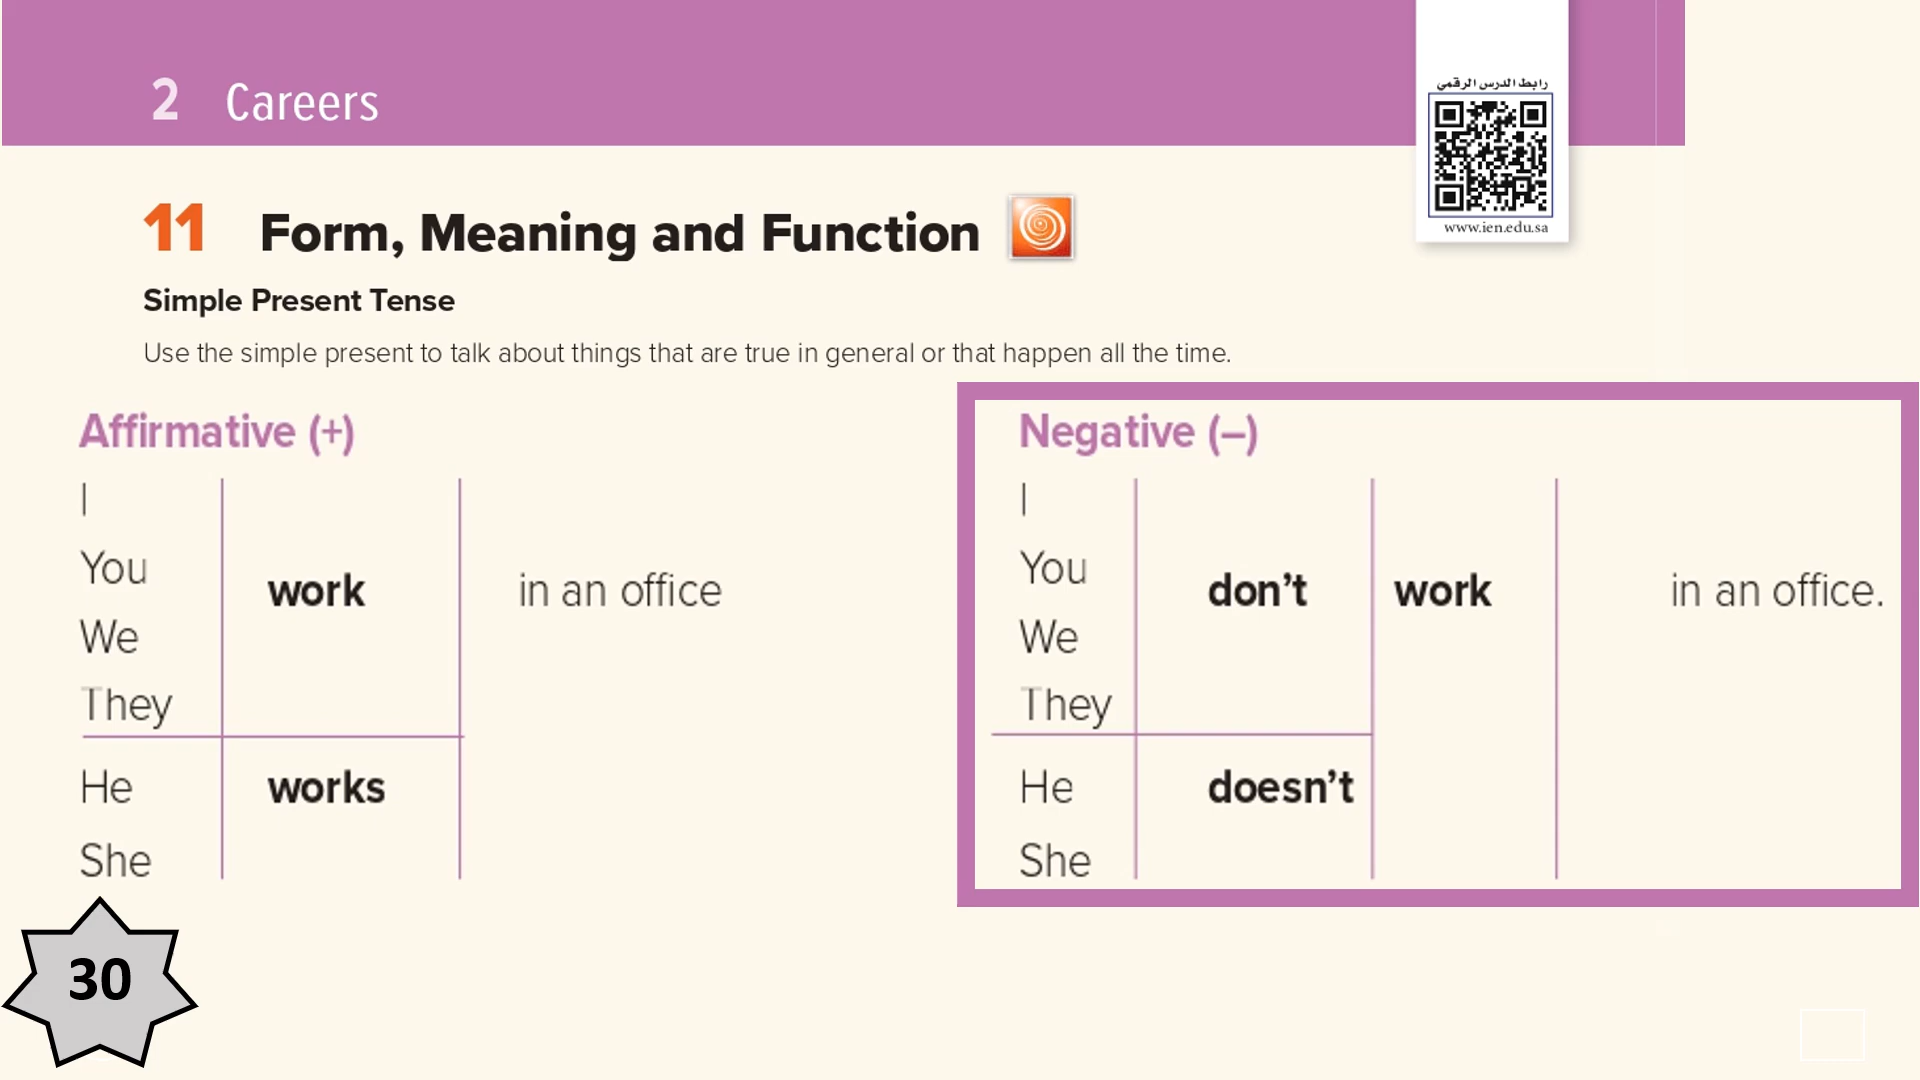 2 Careers
رابط الدرس الرقمي
www.ien.edu.sa
11 Form, Meaning and Function
Simple Present Tense
Use the simple present to talk about things that are true in general or that happen all the time.
Affirmative (+)
I
You
work in an office
We
They
He works
She
Negative (–)
I
You
don’t work in an office.
We
They
He doesn’t
She
30